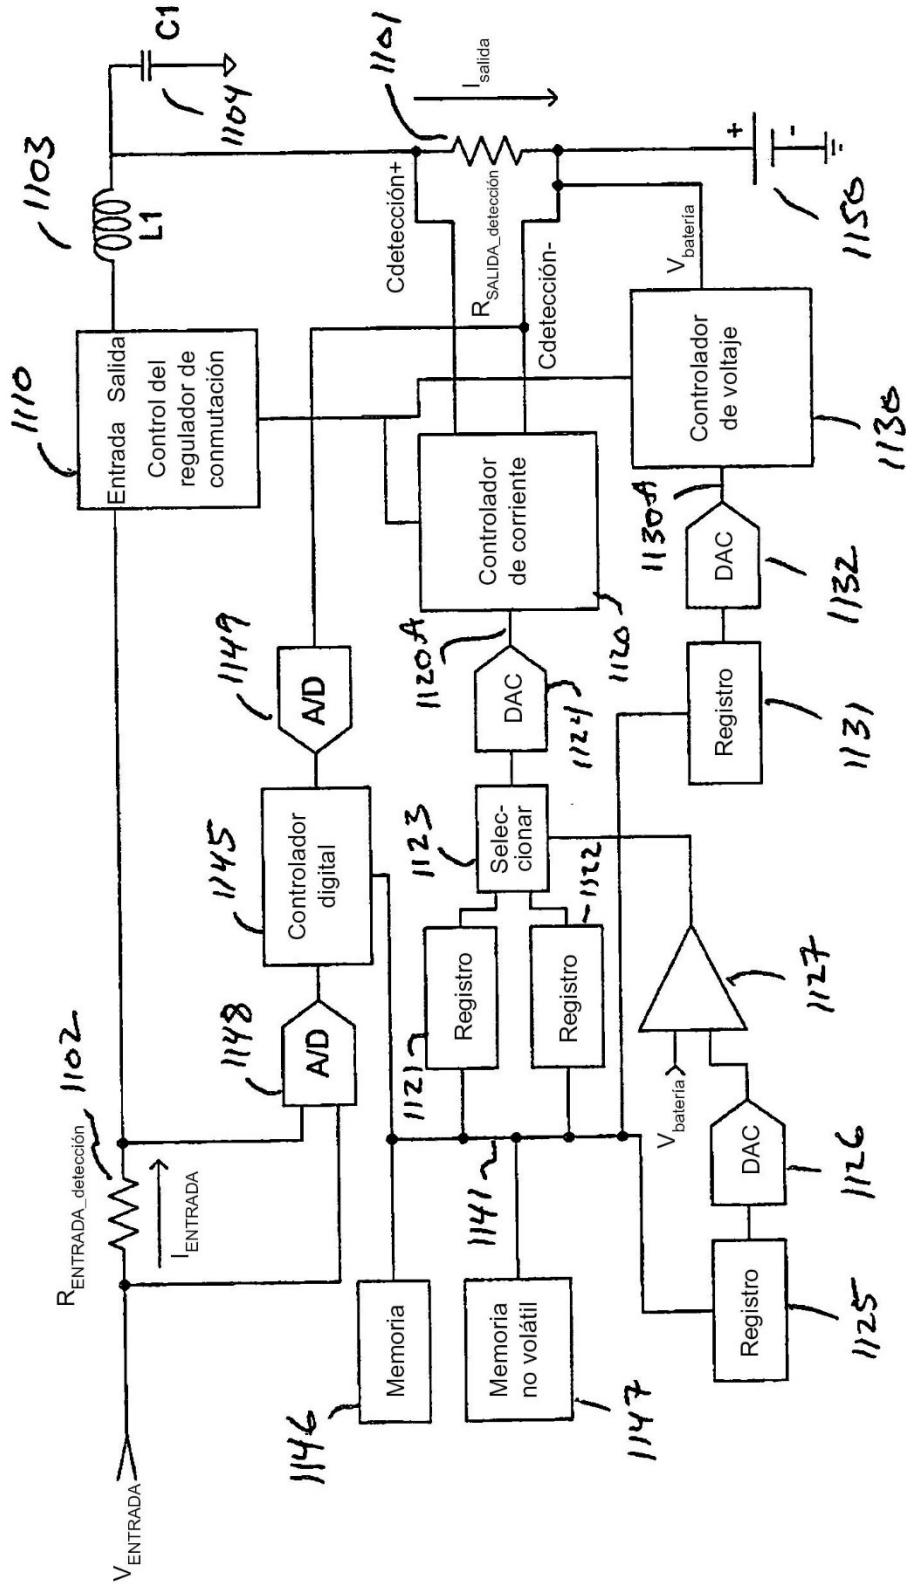 1110
Entrada Salida
Control del
regulador de
conmutación
1103
L1
C1
1104
1102
R_ENTRADA_detección
I_ENTRADA
V_ENTRADA
1148
A/D
1145
Controlador
digital
1149
A/D
Cdetección+
R_SALIDA_detección
Cdetección-
1101
I_salida
1146
Memoria
1147
Memoria
no volátil
1141
1121
Registro
1122
Registro
1123
Selec-
cionar
1124
DAC
1120A
Controlador
de corriente
1120
V_batería
+
-
1150
1125
Registro
1126
DAC
V_batería
1127
1131
Registro
1132
DAC
1130A
Controlador
de voltaje
1130